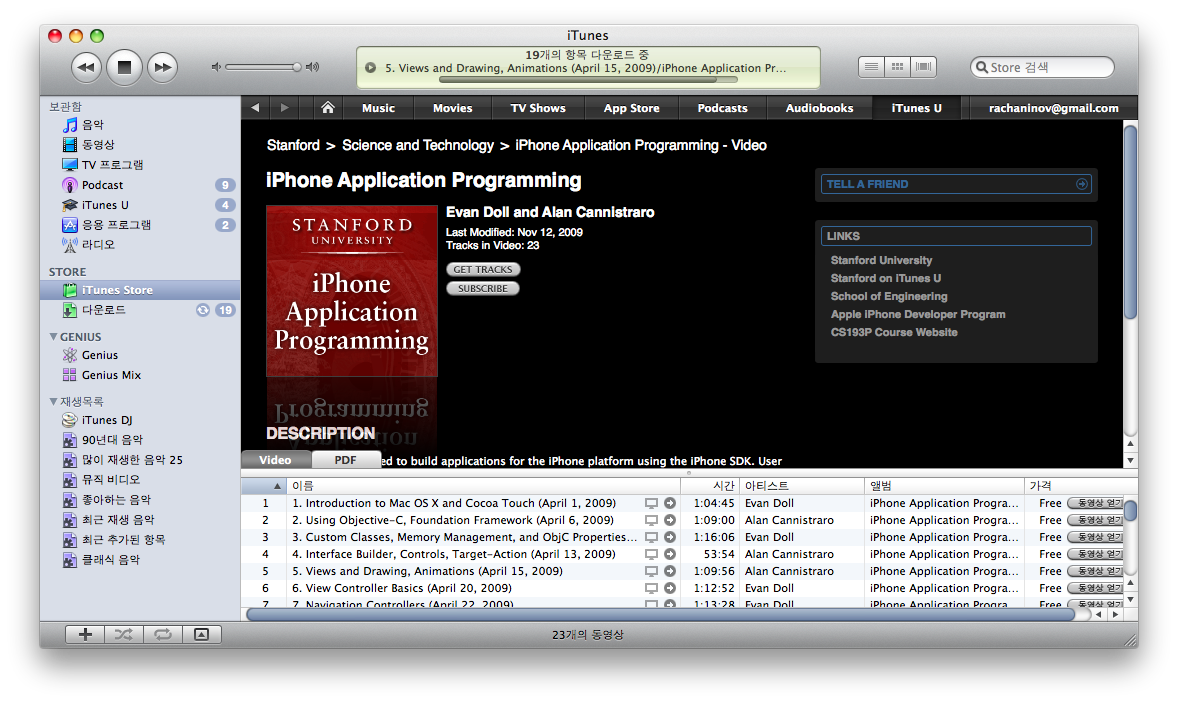 iTunes
19개의 항목 다운로드 중
5. Views and Drawing, Animations (April 15, 2009)/iPhone Application Pr...
Store 검색
보관함
음악
동영상
TV 프로그램
Podcast 9
iTunes U 4
응용 프로그램 2
라디오
STORE
iTunes Store
다운로드 19
GENIUS
Genius
Genius Mix
재생목록
iTunes DJ
90년대 음악
많이 재생한 음악 25
뮤직 비디오
좋아하는 음악
최근 재생 음악
최근 추가된 항목
클래식 음악
Music Movies TV Shows App Store Podcasts Audiobooks iTunes U rachaninov@gmail.com
Stanford > Science and Technology > iPhone Application Programming - Video
iPhone Application Programming
STANFORD
UNIVERSITY
iPhone
Application
Programming
Evan Doll and Alan Cannistraro
Last Modified: Nov 12, 2009
Tracks in Video: 23
GET TRACKS
SUBSCRIBE
TELL A FRIEND
LINKS
Stanford University
Stanford on iTunes U
School of Engineering
Apple iPhone Developer Program
CS193P Course Website
DESCRIPTION
Video PDF
ed to build applications for the iPhone platform using the iPhone SDK. User
이름 시간 아티스트 앨범 가격
1 1. Introduction to Mac OS X and Cocoa Touch (April 1, 2009) 1:04:45 Evan Doll iPhone Application Progra... Free 동영상 얻기
2 2. Using Objective-C, Foundation Framework (April 6, 2009) 1:09:00 Alan Cannistraro iPhone Application Progra... Free 동영상 얻기
3 3. Custom Classes, Memory Management, and ObjC Properties... 1:16:06 Evan Doll iPhone Application Progra... Free 동영상 얻기
4 4. Interface Builder, Controls, Target-Action (April 13, 2009) 53:54 Alan Cannistraro iPhone Application Progra... Free 동영상 얻기
5 5. Views and Drawing, Animations (April 15, 2009) 1:09:56 Alan Cannistraro iPhone Application Progra... Free 동영상 얻기
6 6. View Controller Basics (April 20, 2009) 1:12:52 Evan Doll iPhone Application Progra... Free 동영상 얻기
7 7. Navigation Controllers (April 22, 2009) 1:13:28 Evan Doll iPhone Application Progra... Free 동영상 얻기
23개의 동영상